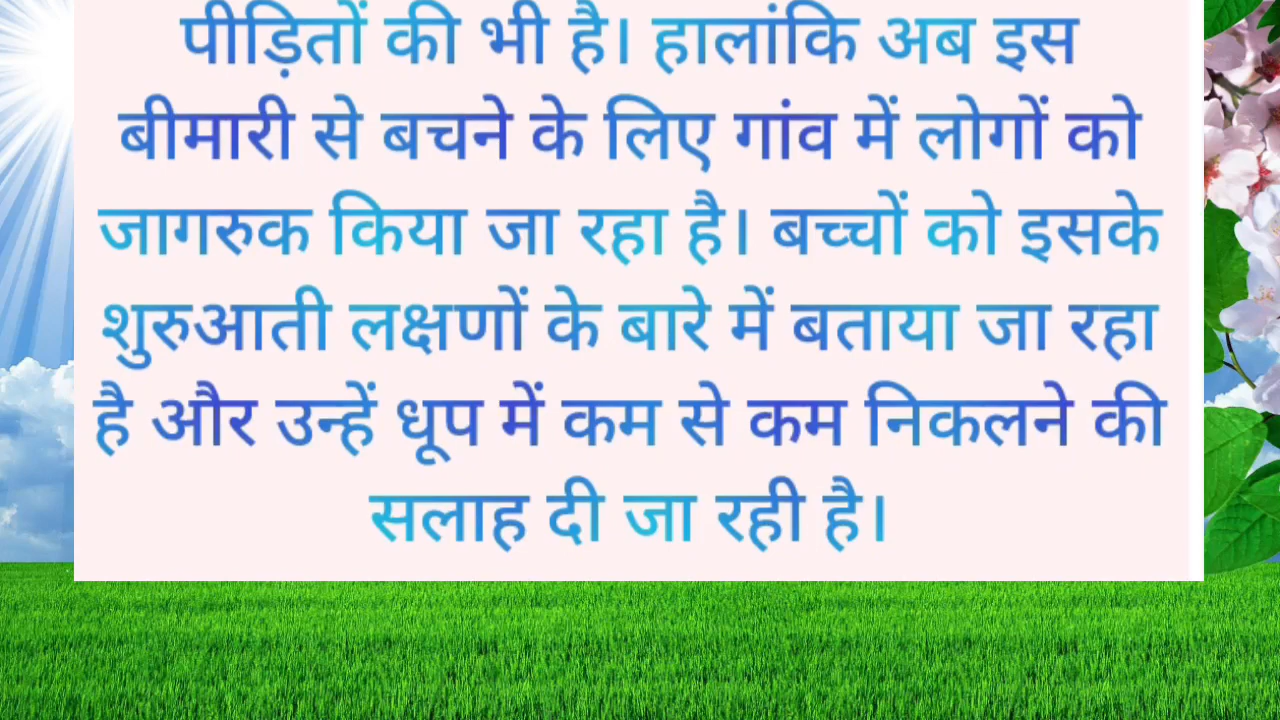 पीड़ितों की भी है। हालांकि अब इस
बीमारी से बचने के लिए गांव में लोगों को
जागरुक किया जा रहा है। बच्चों को इसके
शुरुआती लक्षणों के बारे में बताया जा रहा
है और उन्हें धूप में कम से कम निकलने की
सलाह दी जा रही है।